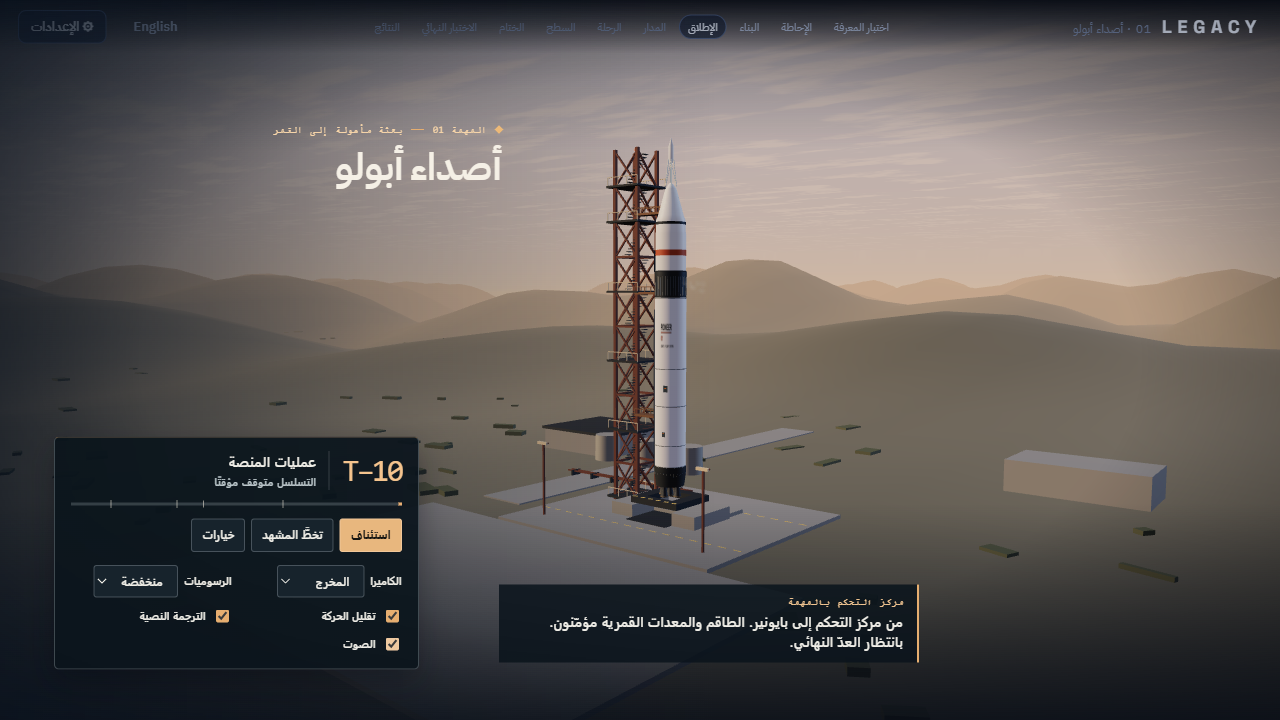 LEGACY
01 · أصداء أبولو
اختبار المعرفة
الإحاطة
البناء
الإطلاق
المدار
الرحلة
السطح
الختام
الاختبار النهائي
النتائج
English
⚙ الإعدادات
◆ المهمة 01 — بعثة مأهولة إلى القمر
أصداء أبولو
T−10
عمليات المنصة
التسلسل متوقف مؤقتًا
استئناف
تخطَّ المشهد
خيارات
الكاميرا
المخرج
الرسوميات
منخفضة
تقليل الحركة
الترجمة النصية
الصوت
مركز التحكم بالمهمة
من مركز التحكم إلى بايونير. الطاقم والمعدات القمرية مؤمّنون.
بانتظار العدّ النهائي.